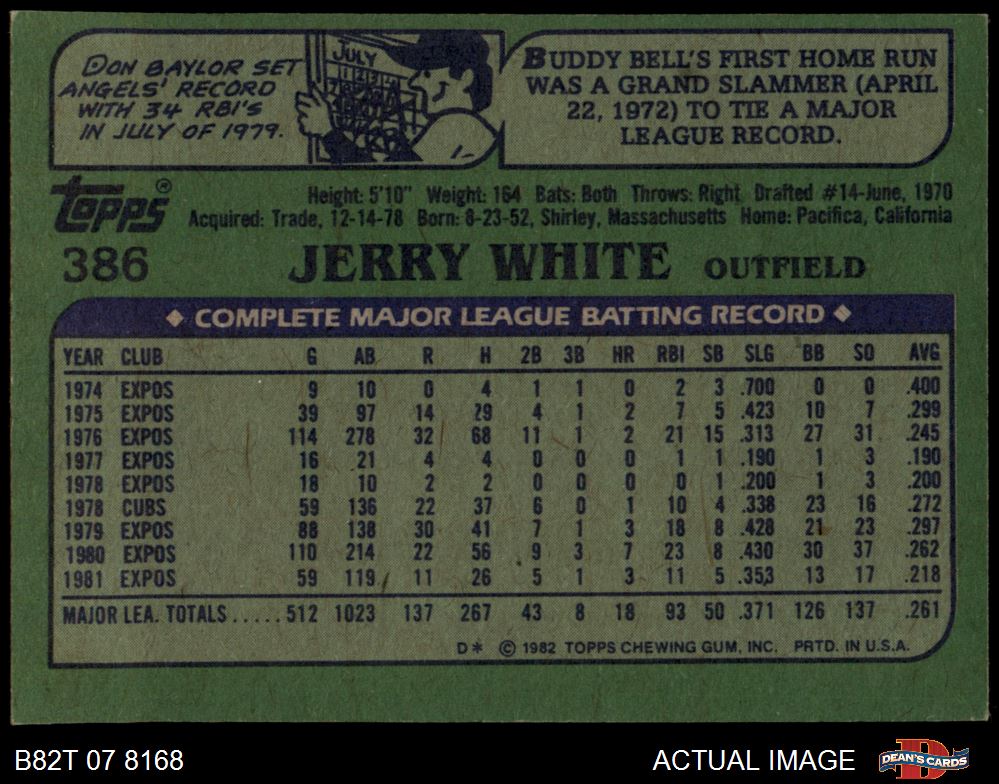 DON BAYLOR SET
ANGELS' RECORD
WITH 34 RBI'S
IN JULY OF 1979.
JULY
BUDDY BELL'S FIRST HOME RUN
WAS A GRAND SLAMMER (APRIL
22, 1972) TO TIE A MAJOR
LEAGUE RECORD.
Topps®
Height: 5'10" Weight: 164 Bats: Both Throws: Right Drafted #14-June, 1970
Acquired: Trade, 12-14-78 Born: 8-23-52, Shirley, Massachusetts Home: Pacifica, California
386 JERRY WHITE OUTFIELD
◆ COMPLETE MAJOR LEAGUE BATTING RECORD ◆
YEAR CLUB G AB R H 2B 3B HR RBI SB SLG BB SO AVG
1974 EXPOS 9 10 0 4 1 1 0 2 3 .700 0 0 .400
1975 EXPOS 39 97 14 29 4 1 2 7 5 .423 10 7 .299
1976 EXPOS 114 278 32 68 11 1 2 21 15 .313 27 31 .245
1977 EXPOS 16 21 4 4 0 0 0 1 1 .190 1 3 .190
1978 EXPOS 18 10 2 2 0 0 0 0 1 .200 1 3 .200
1978 CUBS 59 136 22 37 6 0 1 10 4 .338 23 16 .272
1979 EXPOS 88 138 30 41 7 1 3 18 8 .428 21 23 .297
1980 EXPOS 110 214 22 56 9 3 7 23 8 .430 30 37 .262
1981 EXPOS 59 119 11 26 5 1 3 11 5 .353 13 17 .218
MAJOR LEA. TOTALS.....512 1023 137 267 43 8 18 93 50 .371 126 137 .261
D* © 1982 TOPPS CHEWING GUM, INC. PRTD. IN U.S.A.
B82T 07 8168 ACTUAL IMAGE
D
DEAN'S CARDS